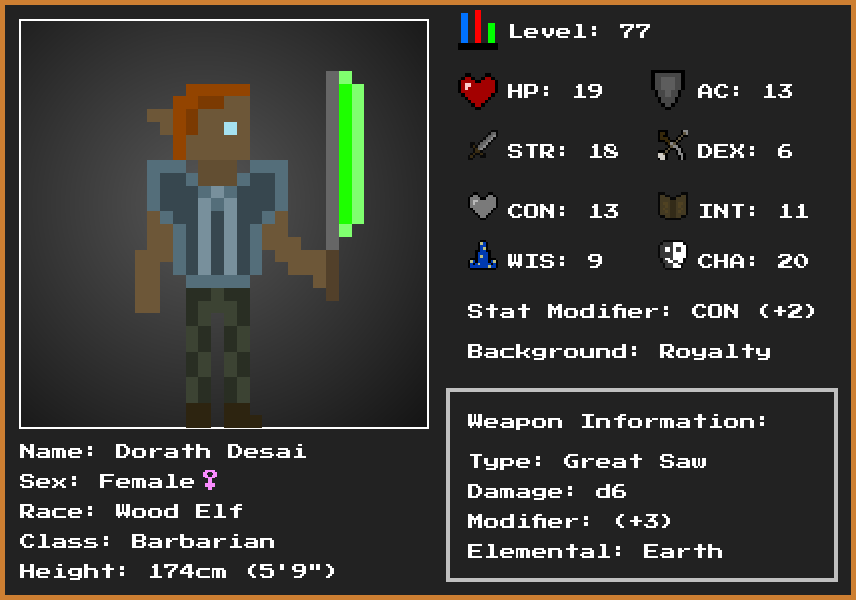 Level: 77
HP: 19 AC: 13
STR: 18 DEX: 6
CON: 13 INT: 11
WIS: 9 CHA: 20
Stat Modifier: CON (+2)
Background: Royalty
Weapon Information:
Type: Great Saw
Damage: d6
Modifier: (+3)
Elemental: Earth
Name: Dorath Desai
Sex: Female♀
Race: Wood Elf
Class: Barbarian
Height: 174cm (5'9")